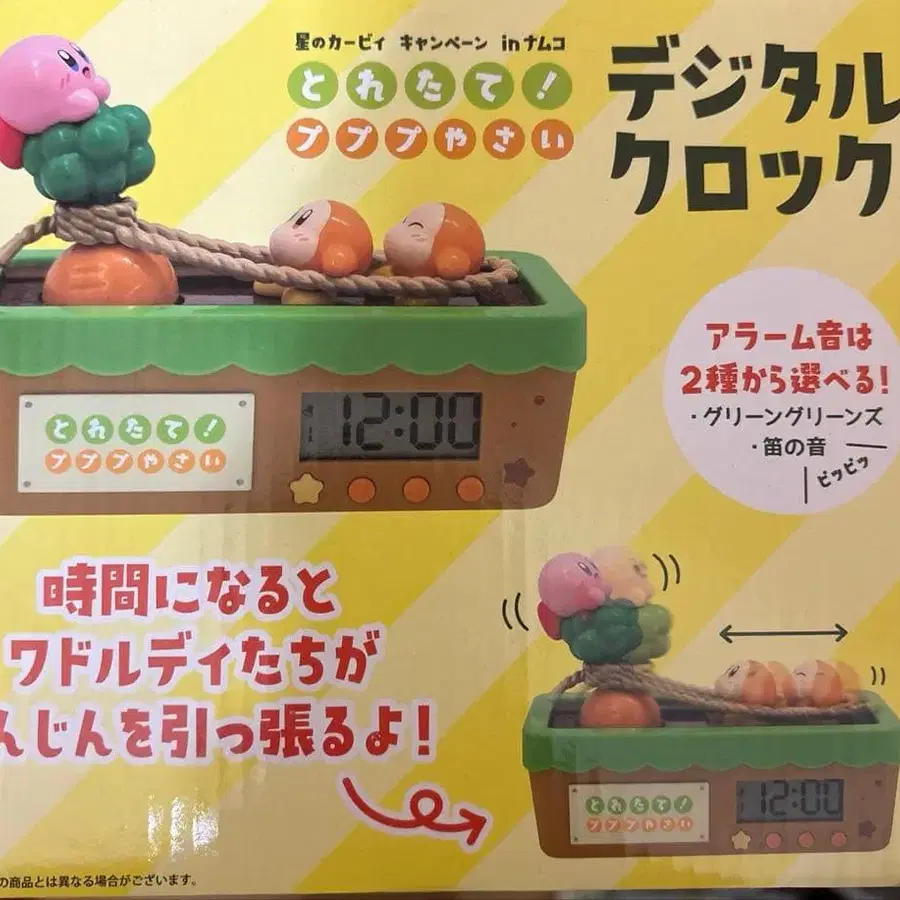 星のカービィ キャンペーン inナムコ
とれたて!
プププやさい
デジタル
クロック
アラーム音は
2種から選べる!
・グリーングリーンズ
・笛の音
ピッピッ
とれたて!
プププやさい
12:00
時間になると
ワドルディたちが
んじんを引っ張るよ!
とれたて!
プププやさい
12:00
の商品とは異なる場合がございます。